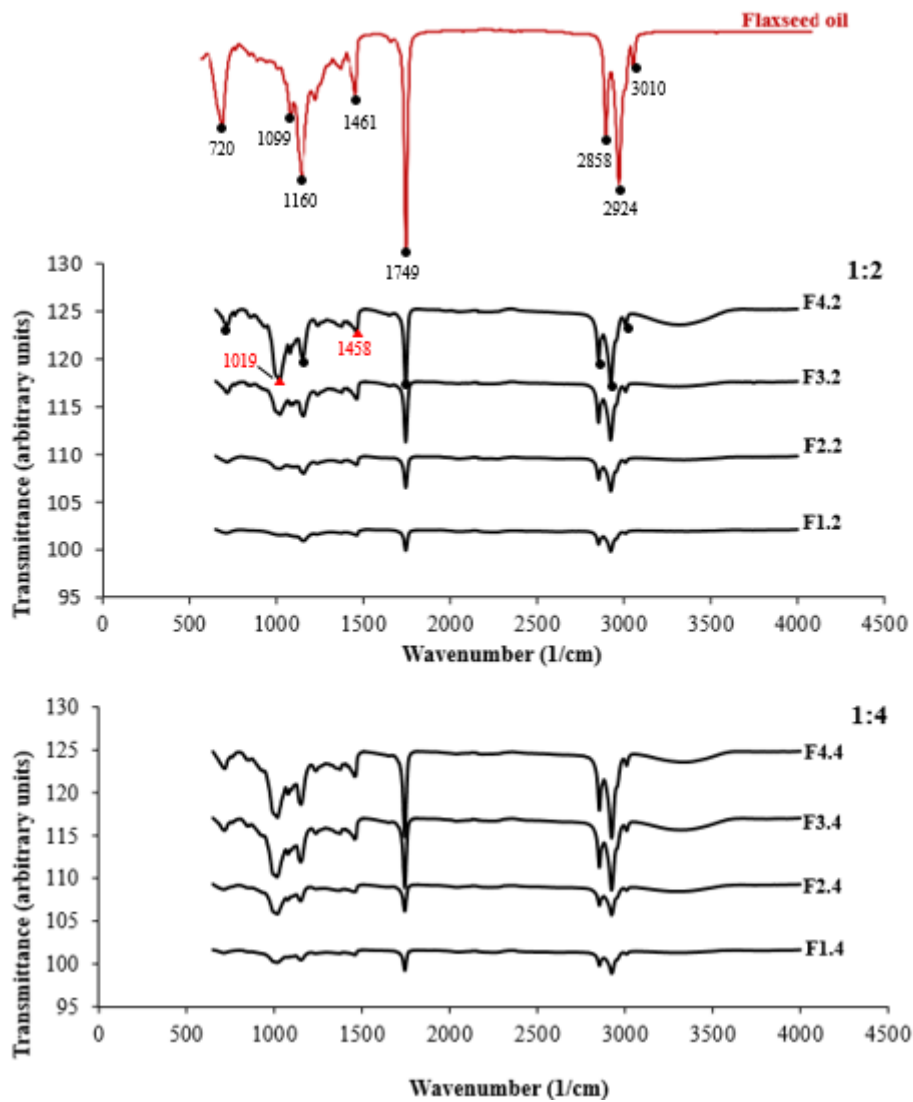 Flaxseed oil
3010
720
1099
1461
2858
1160
2924
1749
1:2
130
125
120
115
110
105
100
95
Transmittance (arbitrary units)
F4.2
1019
1458
F3.2
F2.2
F1.2
0 500 1000 1500 2000 2500 3000 3500 4000 4500
Wavenumber (1/cm)
1:4
130
125
120
115
110
105
100
95
Transmittance (arbitrary units)
F4.4
F3.4
F2.4
F1.4
0 500 1000 1500 2000 2500 3000 3500 4000 4500
Wavenumber (1/cm)